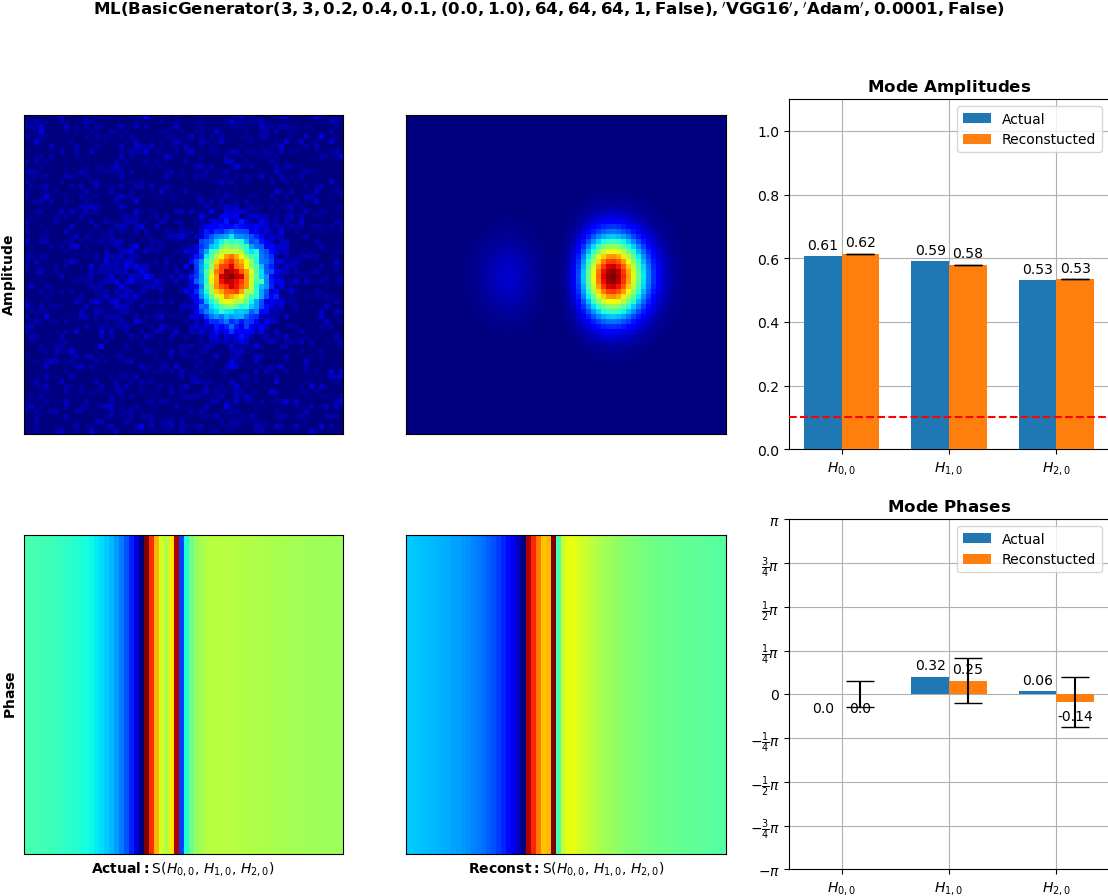 ML(BasicGenerator(3, 3, 0.2, 0.4, 0.1, (0.0, 1.0), 64, 64, 64, 1, False), ′VGG16′, ′Adam′, 0.0001, False)
Amplitude
Mode Amplitudes
Actual
Reconstucted
1.0
0.8
0.6
0.4
0.2
0.0
0.61
0.62
0.59
0.58
0.53
0.53
H0,0
H1,0
H2,0
Phase
Actual: S(H0,0, H1,0, H2,0)
Reconst: S(H0,0, H1,0, H2,0)
Mode Phases
Actual
Reconstucted
π
3/4π
1/2π
1/4π
0
−1/4π
−1/2π
−3/4π
−π
0.0
0.0
0.32
0.25
0.06
-0.14
H0,0
H1,0
H2,0